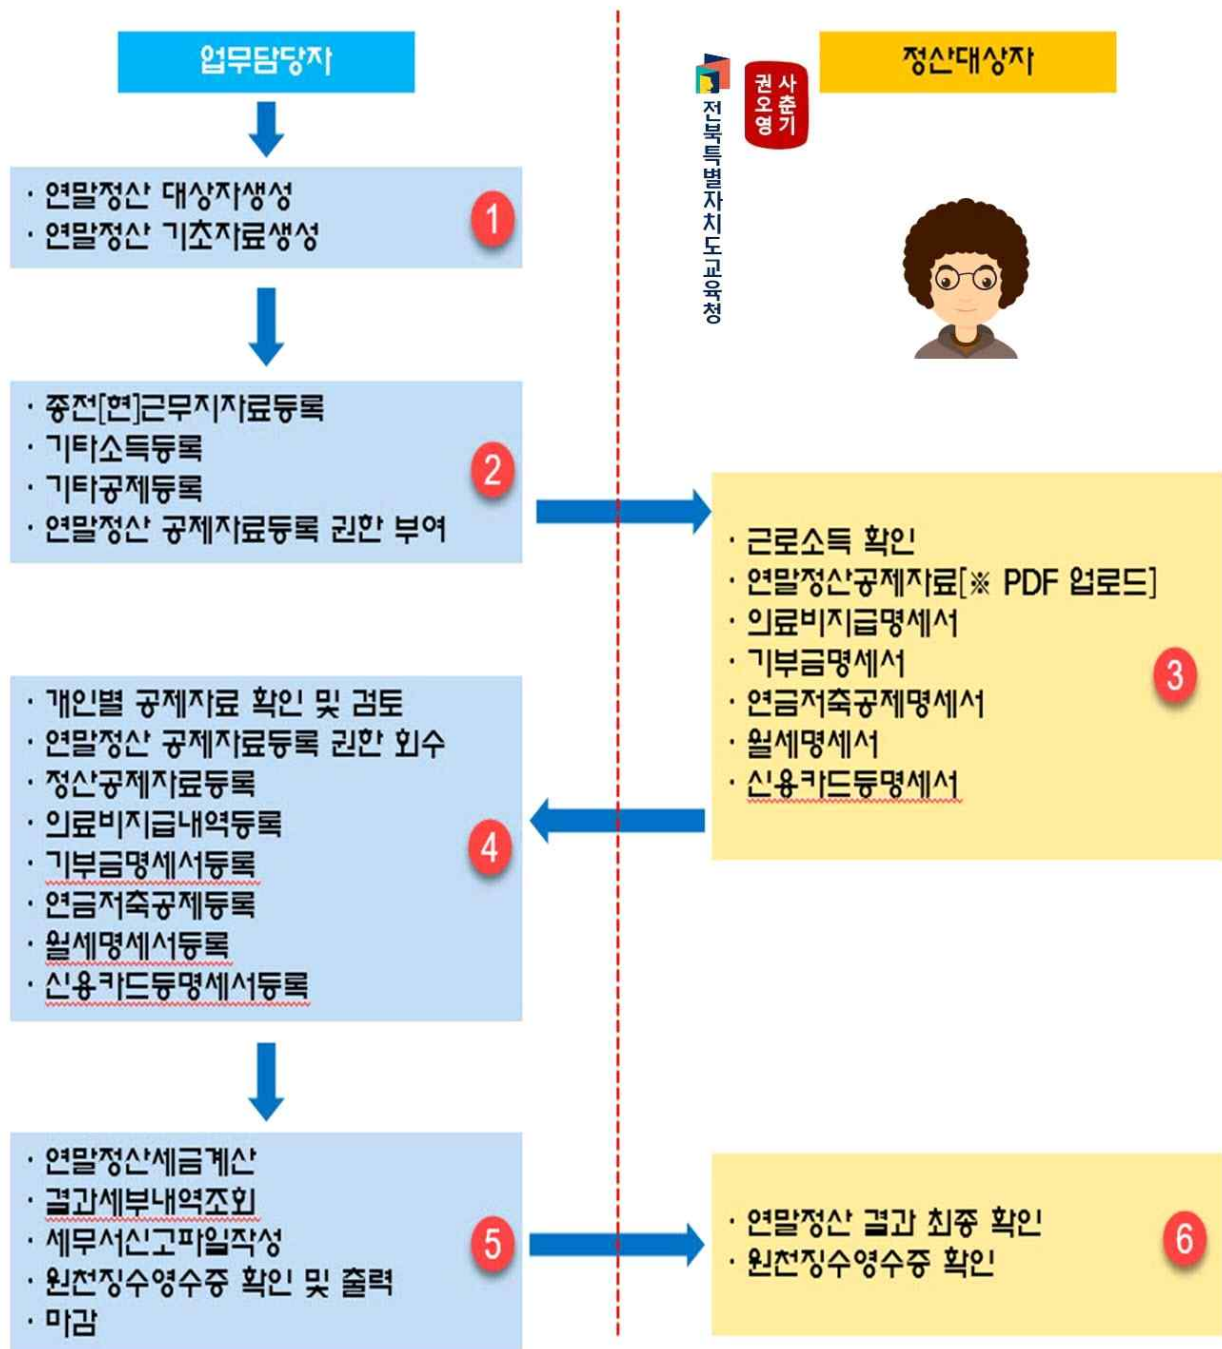 업무담당자
정산대상자
전북특별자치도교육청
권사
오춘
영기
· 연말정산 대상자생성
· 연말정산 기초자료생성
1
· 종전[현]근무지자료등록
· 기타소득등록
· 기타공제등록
· 연말정산 공제자료등록 권한 부여
2
· 근로소득 확인
· 연말정산공제자료[※ PDF 업로드]
· 의료비지급명세서
· 기부금명세서
· 연금저축공제명세서
· 월세명세서
· 신용카드등명세서
3
· 개인별 공제자료 확인 및 검토
· 연말정산 공제자료등록 권한 회수
· 정산공제자료등록
· 의료비지급내역등록
· 기부금명세서등록
· 연금저축공제등록
· 월세명세서등록
· 신용카드등명세서등록
4
· 연말정산세금계산
· 결과세부내역조회
· 세무서신고파일작성
· 원천징수영수증 확인 및 출력
· 마감
5
· 연말정산 결과 최종 확인
· 원천징수영수증 확인
6